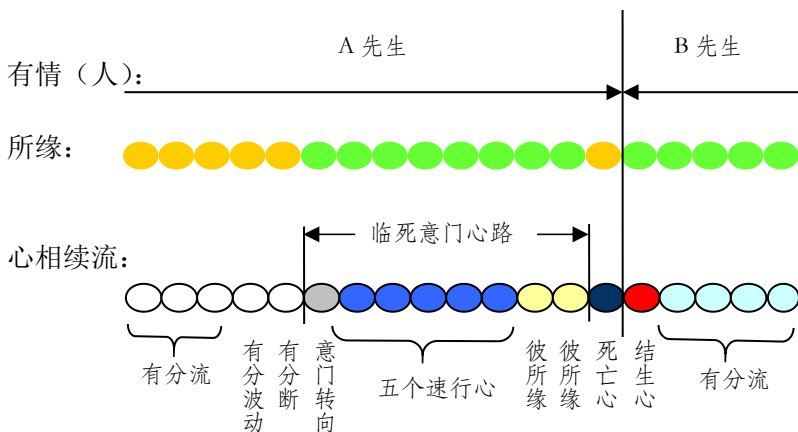 A 先生
B 先生
有情（人）：
所缘：
临死意门心路
心相续流：
有分流
有分波动
有分断
意门转向
五个速行心
彼所缘
彼所缘
死亡心
结生心
有分流